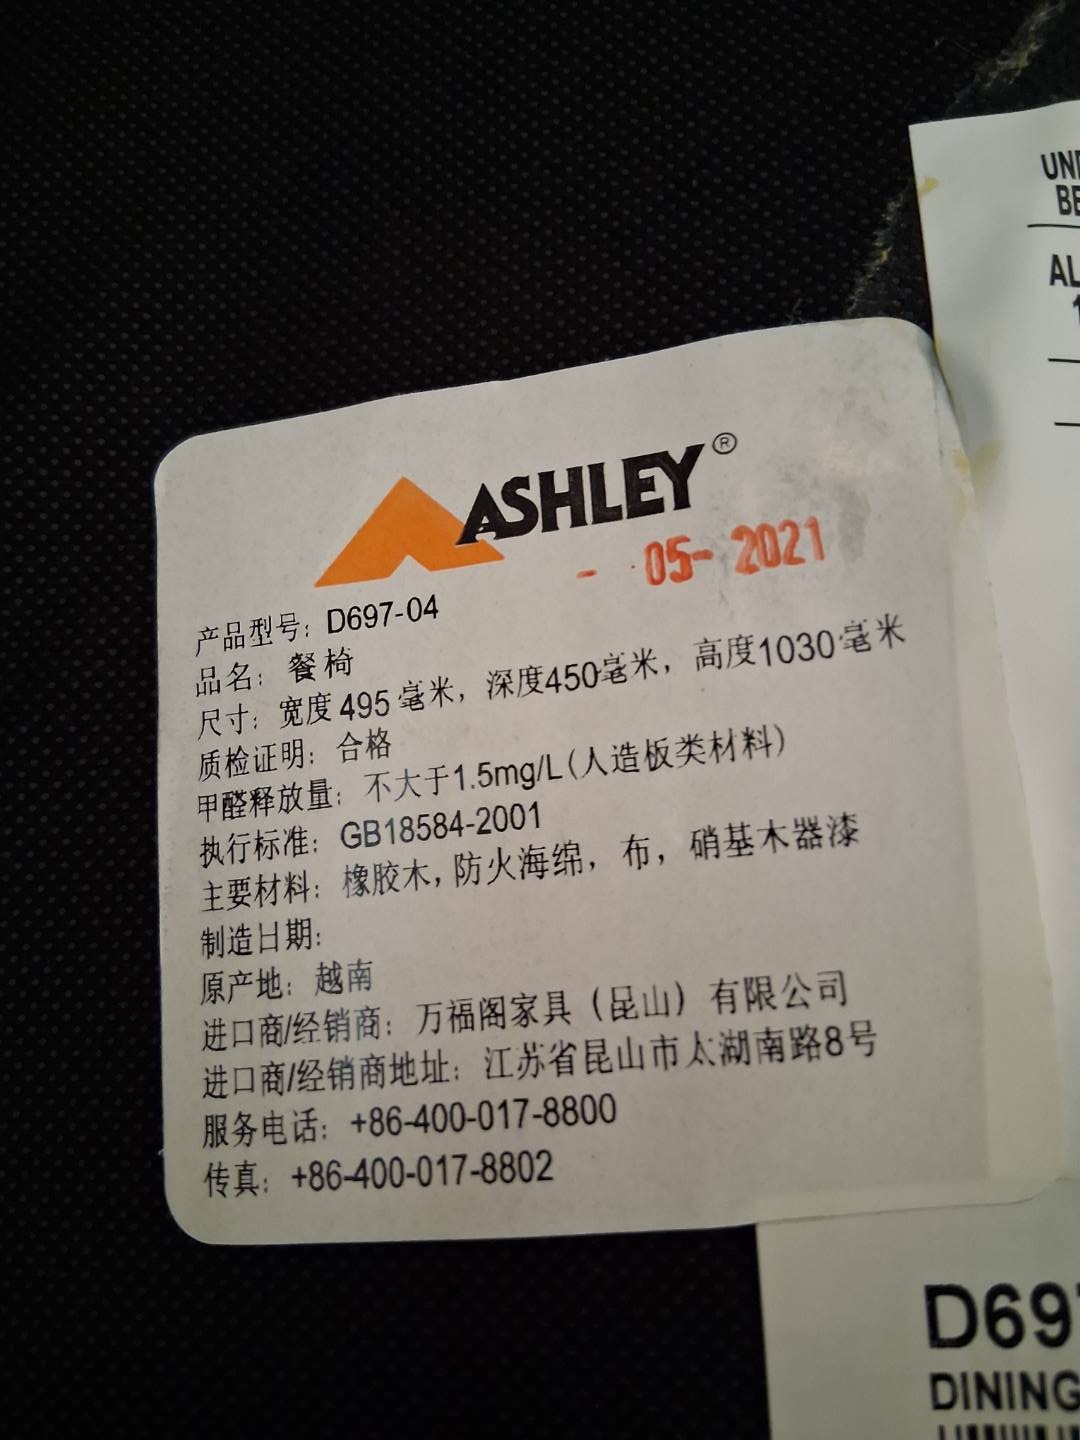 ASHLEY®
- 05- 2021
产品型号: D697-04
品名: 餐椅
尺寸: 宽度495毫米, 深度450毫米, 高度1030毫米
质检证明: 合格
甲醛释放量: 不大于1.5mg/L(人造板类材料)
执行标准: GB18584-2001
主要材料: 橡胶木, 防火海绵, 布, 硝基木器漆
制造日期:
原产地: 越南
进口商/经销商: 万福阁家具 (昆山) 有限公司
进口商/经销商地址: 江苏省昆山市太湖南路8号
服务电话: +86-400-017-8800
传真: +86-400-017-8802
UND
BE
AL
D697
DINING